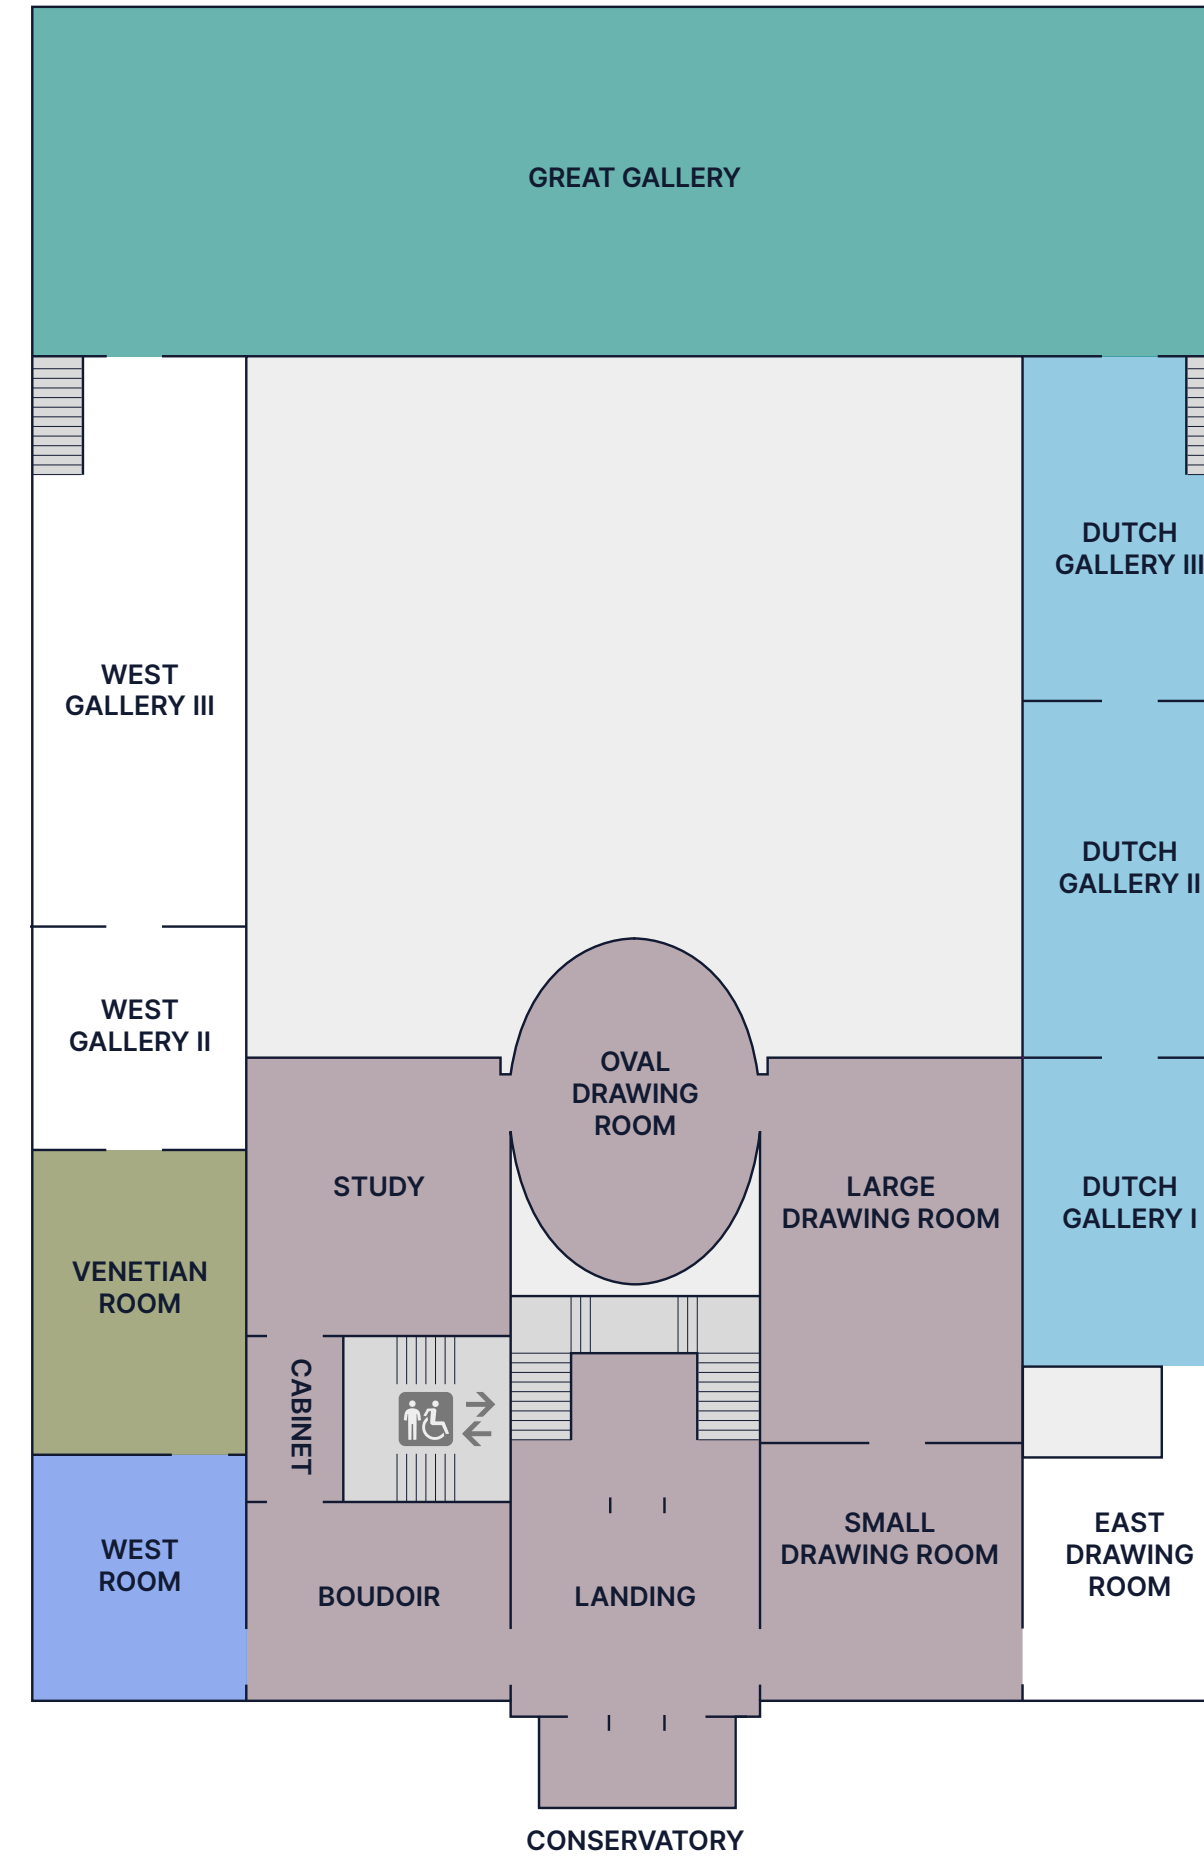 GREAT GALLERY
DUTCH
GALLERY III
WEST
GALLERY III
DUTCH
GALLERY II
WEST
GALLERY II
OVAL
DRAWING
ROOM
STUDY
LARGE
DRAWING ROOM
DUTCH
GALLERY I
VENETIAN
ROOM
CABINET
WEST
ROOM
BOUDOIR
LANDING
SMALL
DRAWING ROOM
EAST
DRAWING
ROOM
CONSERVATORY